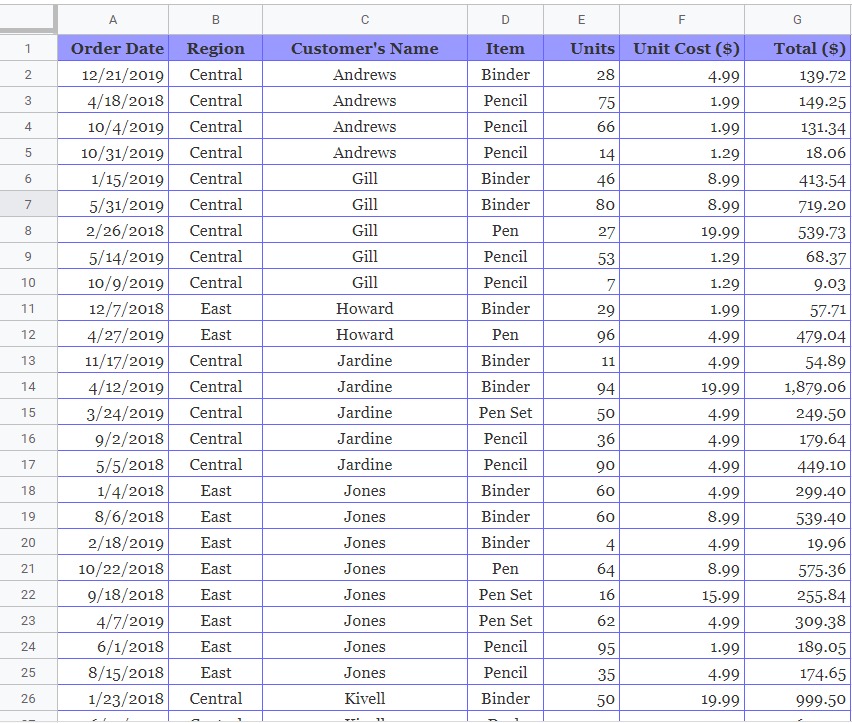 A B C D E F G
1 Order Date Region Customer's Name Item Units Unit Cost ($) Total ($)
2 12/21/2019 Central Andrews Binder 28 4.99 139.72
3 4/18/2018 Central Andrews Pencil 75 1.99 149.25
4 10/4/2019 Central Andrews Pencil 66 1.99 131.34
5 10/31/2019 Central Andrews Pencil 14 1.29 18.06
6 1/15/2019 Central Gill Binder 46 8.99 413.54
7 5/31/2019 Central Gill Binder 80 8.99 719.20
8 2/26/2018 Central Gill Pen 27 19.99 539.73
9 5/14/2019 Central Gill Pencil 53 1.29 68.37
10 10/9/2019 Central Gill Pencil 7 1.29 9.03
11 12/7/2018 East Howard Binder 29 1.99 57.71
12 4/27/2019 East Howard Pen 96 4.99 479.04
13 11/17/2019 Central Jardine Binder 11 4.99 54.89
14 4/12/2019 Central Jardine Binder 94 19.99 1,879.06
15 3/24/2019 Central Jardine Pen Set 50 4.99 249.50
16 9/2/2018 Central Jardine Pencil 36 4.99 179.64
17 5/5/2018 Central Jardine Pencil 90 4.99 449.10
18 1/4/2018 East Jones Binder 60 4.99 299.40
19 8/6/2018 East Jones Binder 60 8.99 539.40
20 2/18/2019 East Jones Binder 4 4.99 19.96
21 10/22/2018 East Jones Pen 64 8.99 575.36
22 9/18/2018 East Jones Pen Set 16 15.99 255.84
23 4/7/2019 East Jones Pen Set 62 4.99 309.38
24 6/1/2018 East Jones Pencil 95 1.99 189.05
25 8/15/2018 East Jones Pencil 35 4.99 174.65
26 1/23/2018 Central Kivell Binder 50 19.99 999.50